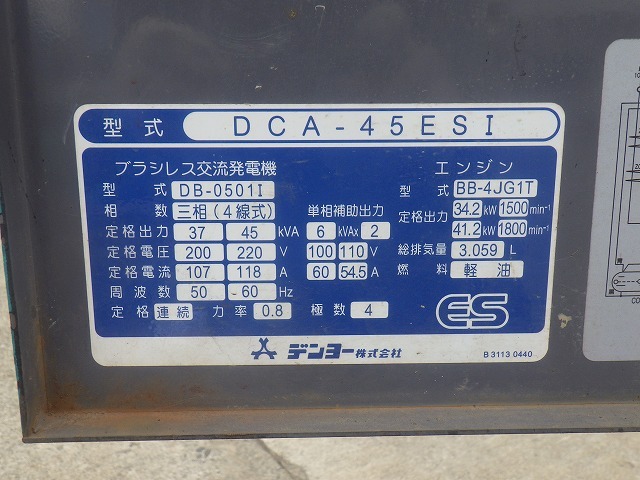 型式 DCA-45ESI
ブラシレス交流発電機
型式 DB-0501I
相数 三相(4線式) 単相補助出力
定格出力 37 45 kVA 6 kVA× 2
定格電圧 200 220 V 100 110 V
定格電流 107 118 A 60 54.5 A
周波数 50 60 Hz
定格 連続 力率 0.8 極数 4
エンジン
型式 BB-4JG1T
定格出力 34.2 kW 1500 min⁻¹
41.2 kW 1800 min⁻¹
総排気量 3.059 L
燃料 軽油
ES
デンヨー株式会社
B 3113 0440